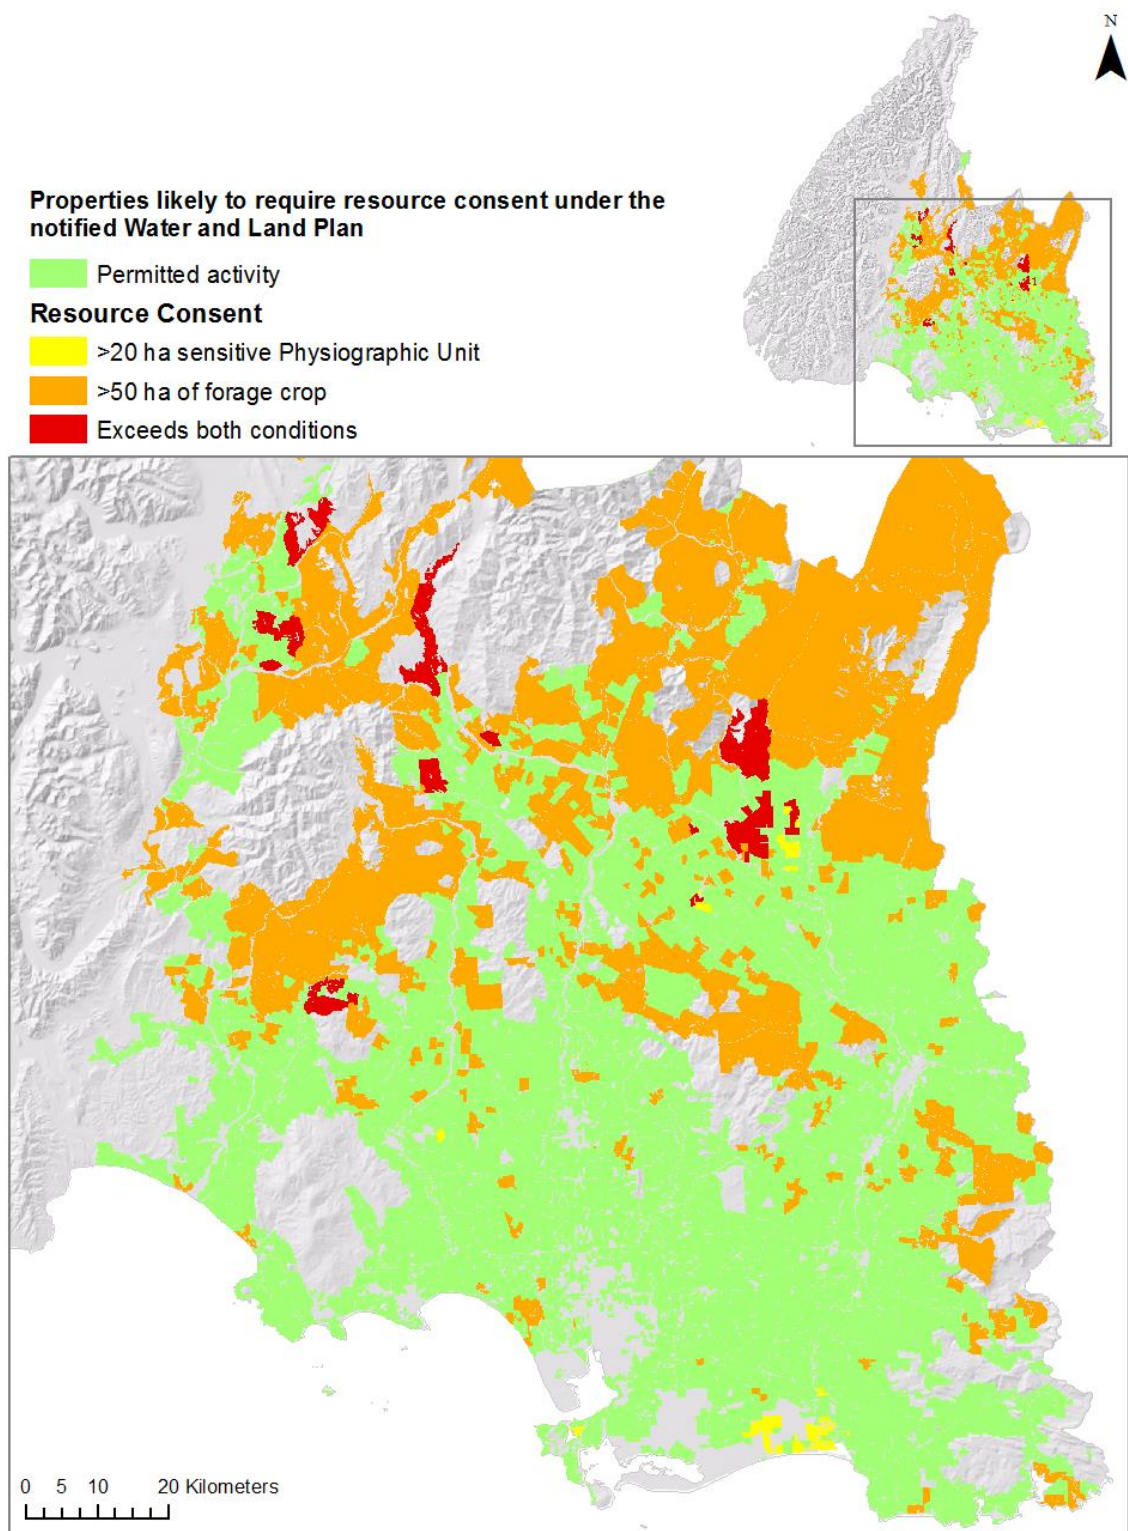 N
Properties likely to require resource consent under the
notified Water and Land Plan
Permitted activity
Resource Consent
>20 ha sensitive Physiographic Unit
>50 ha of forage crop
Exceeds both conditions
0 5 10 20 Kilometers